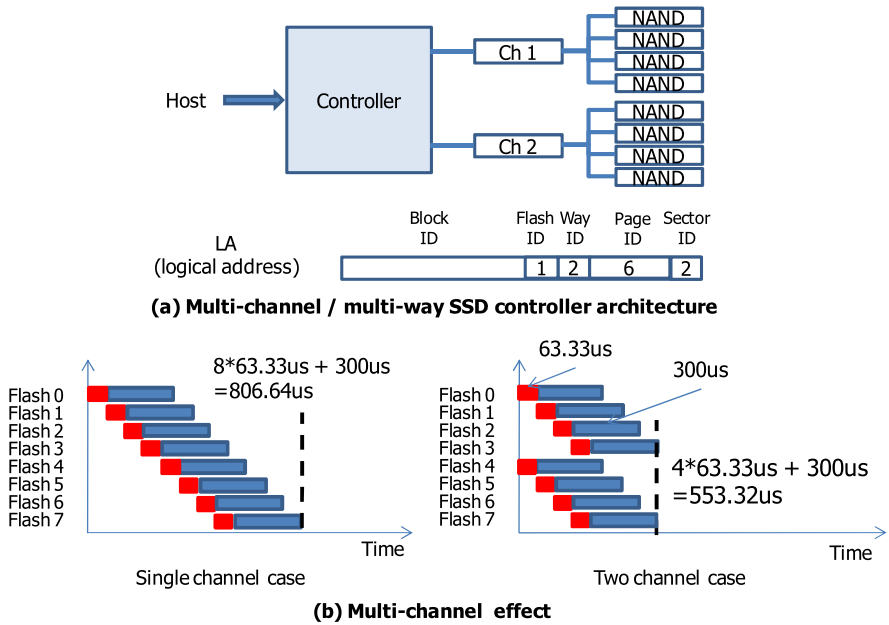 NAND
NAND
NAND
NAND
Ch 1
Host
Controller
NAND
NAND
NAND
NAND
Ch 2
Block ID
Flash ID
Way ID
Page ID
Sector ID
LA
(logical address)
1
2
6
2
(a) Multi-channel / multi-way SSD controller architecture
8*63.33us + 300us
=806.64us
Flash 0
Flash 1
Flash 2
Flash 3
Flash 4
Flash 5
Flash 6
Flash 7
Time
Single channel case
63.33us
300us
Flash 0
Flash 1
Flash 2
Flash 3
Flash 4
Flash 5
Flash 6
Flash 7
4*63.33us + 300us
=553.32us
Time
Two channel case
(b) Multi-channel effect